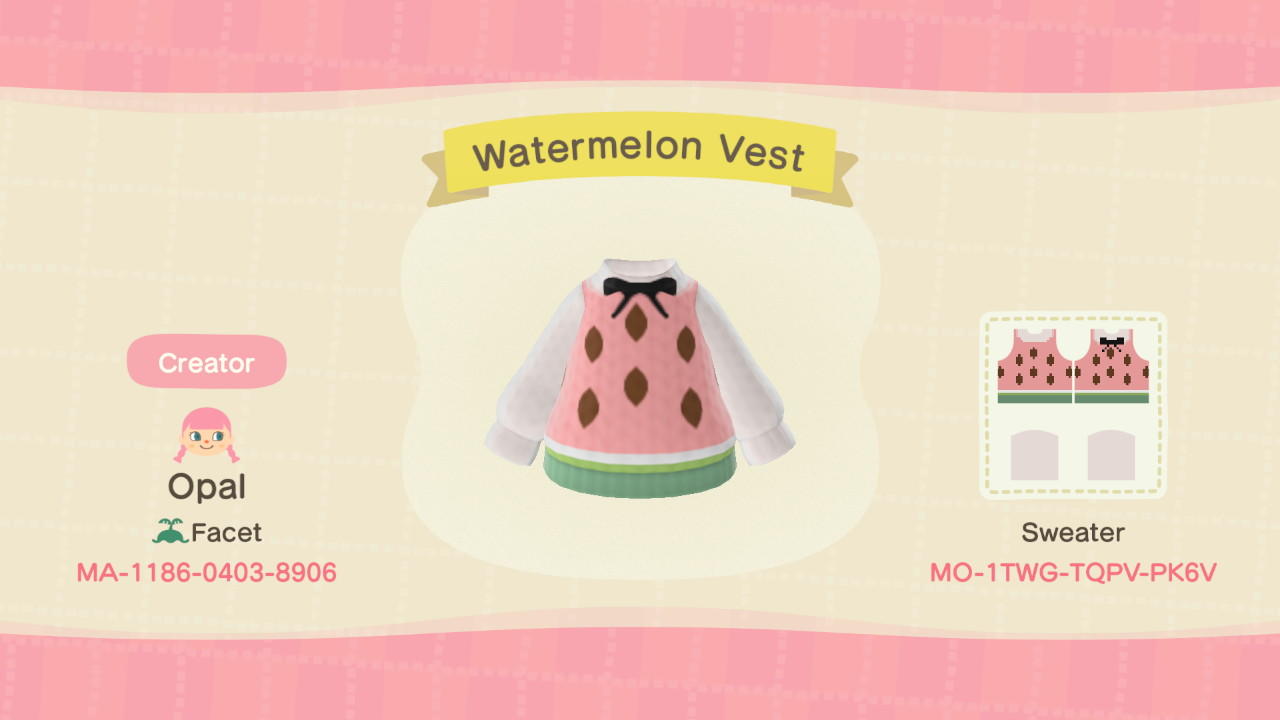 Watermelon Vest
Creator
Opal
Facet
MA-1186-0403-8906
Sweater
MO-1TWG-TQPV-PK6V